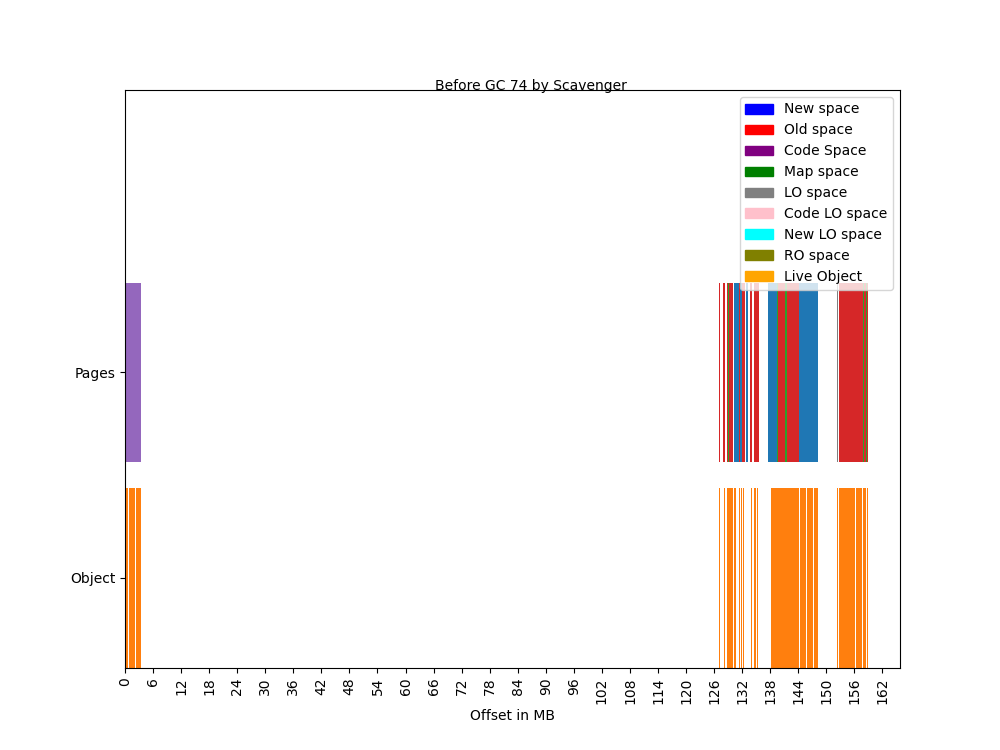 Before GC 74 by Scavenger
New space
Old space
Code Space
Map space
LO space
Code LO space
New LO space
RO space
Live Object
Pages
Object
0 6 12 18 24 30 36 42 48 54 60 66 72 78 84 90 96 102 108 114 120 126 132 138 144 150 156 162
Offset in MB